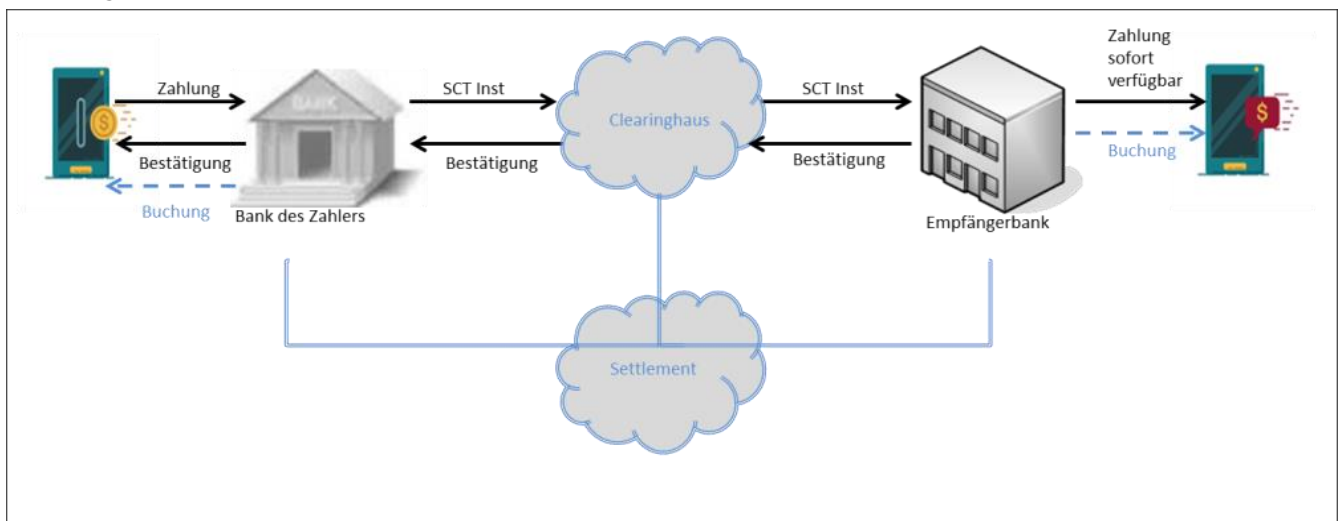 Zahlung
Bestätigung
Buchung
BANK
Bank des Zahlers
SCT Inst
Bestätigung
Clearinghaus
SCT Inst
Bestätigung
Empfängerbank
Zahlung
sofort
verfügbar
Buchung
$
$
Settlement